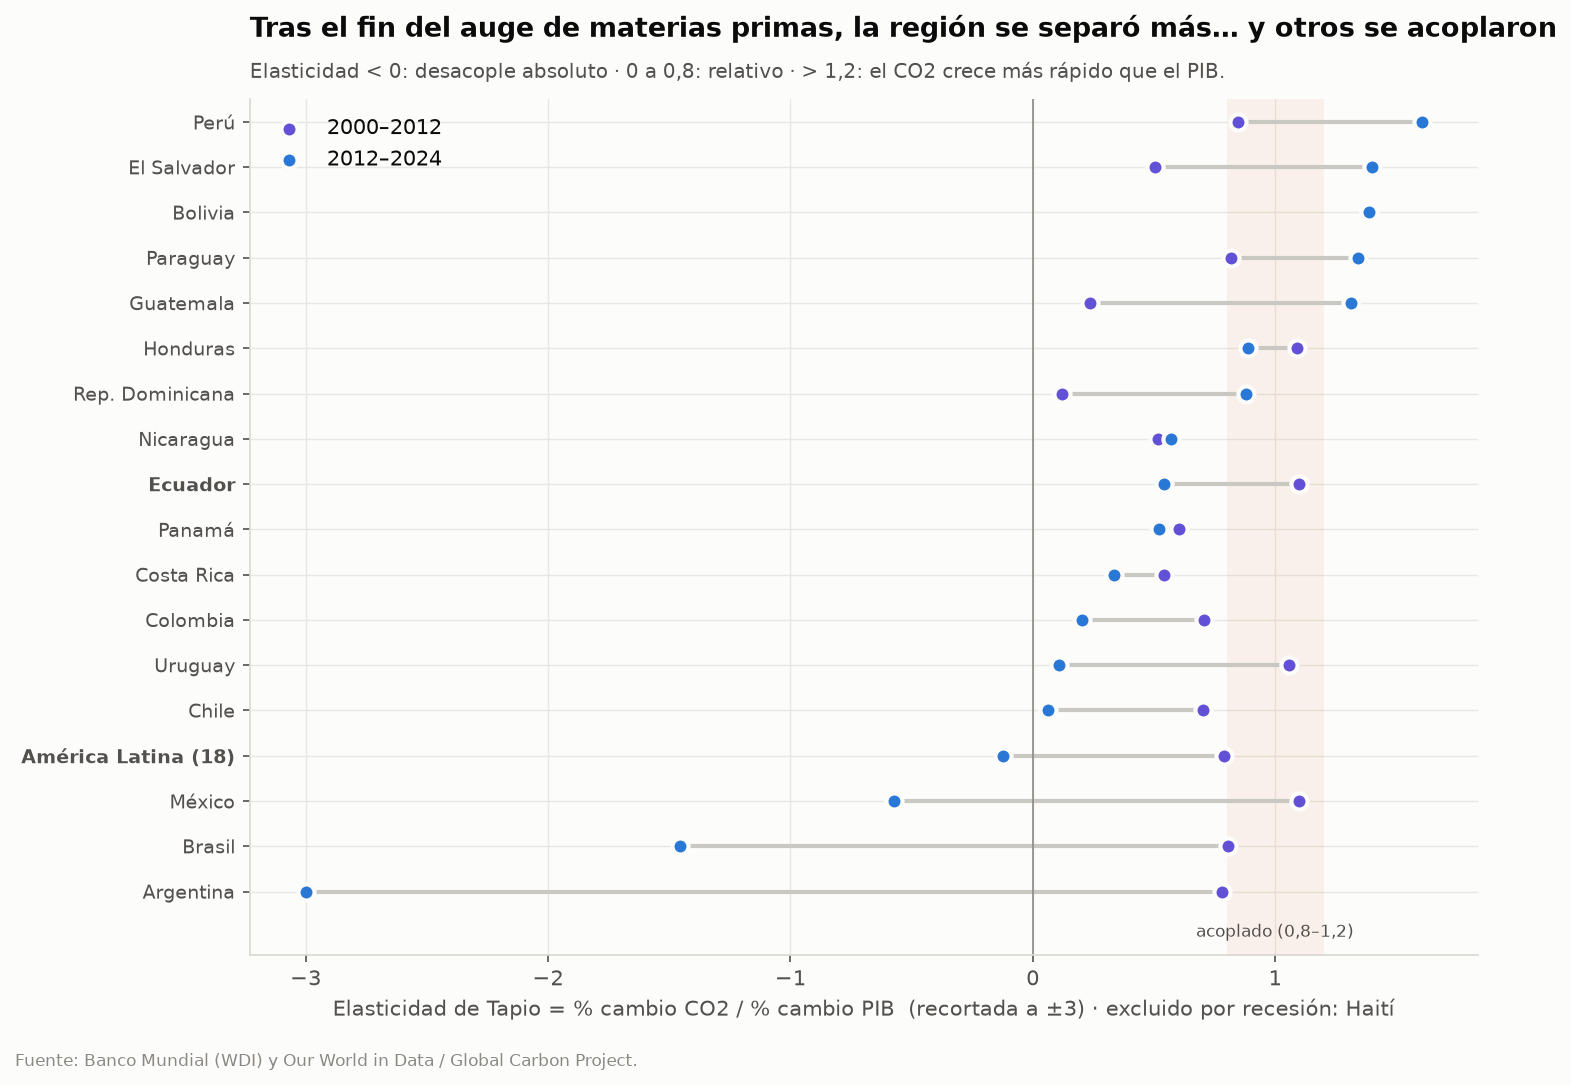 Tras el fin del auge de materias primas, la región se separó más... y otros se acoplaron
Elasticidad < 0: desacople absoluto · 0 a 0,8: relativo · > 1,2: el CO2 crece más rápido que el PIB.
2000–2012
2012–2024
Perú
El Salvador
Bolivia
Paraguay
Guatemala
Honduras
Rep. Dominicana
Nicaragua
Ecuador
Panamá
Costa Rica
Colombia
Uruguay
Chile
América Latina (18)
México
Brasil
Argentina
acoplado (0,8–1,2)
−3 −2 −1 0 1
Elasticidad de Tapio = % cambio CO2 / % cambio PIB (recortada a ±3) · excluido por recesión: Haití
Fuente: Banco Mundial (WDI) y Our World in Data / Global Carbon Project.